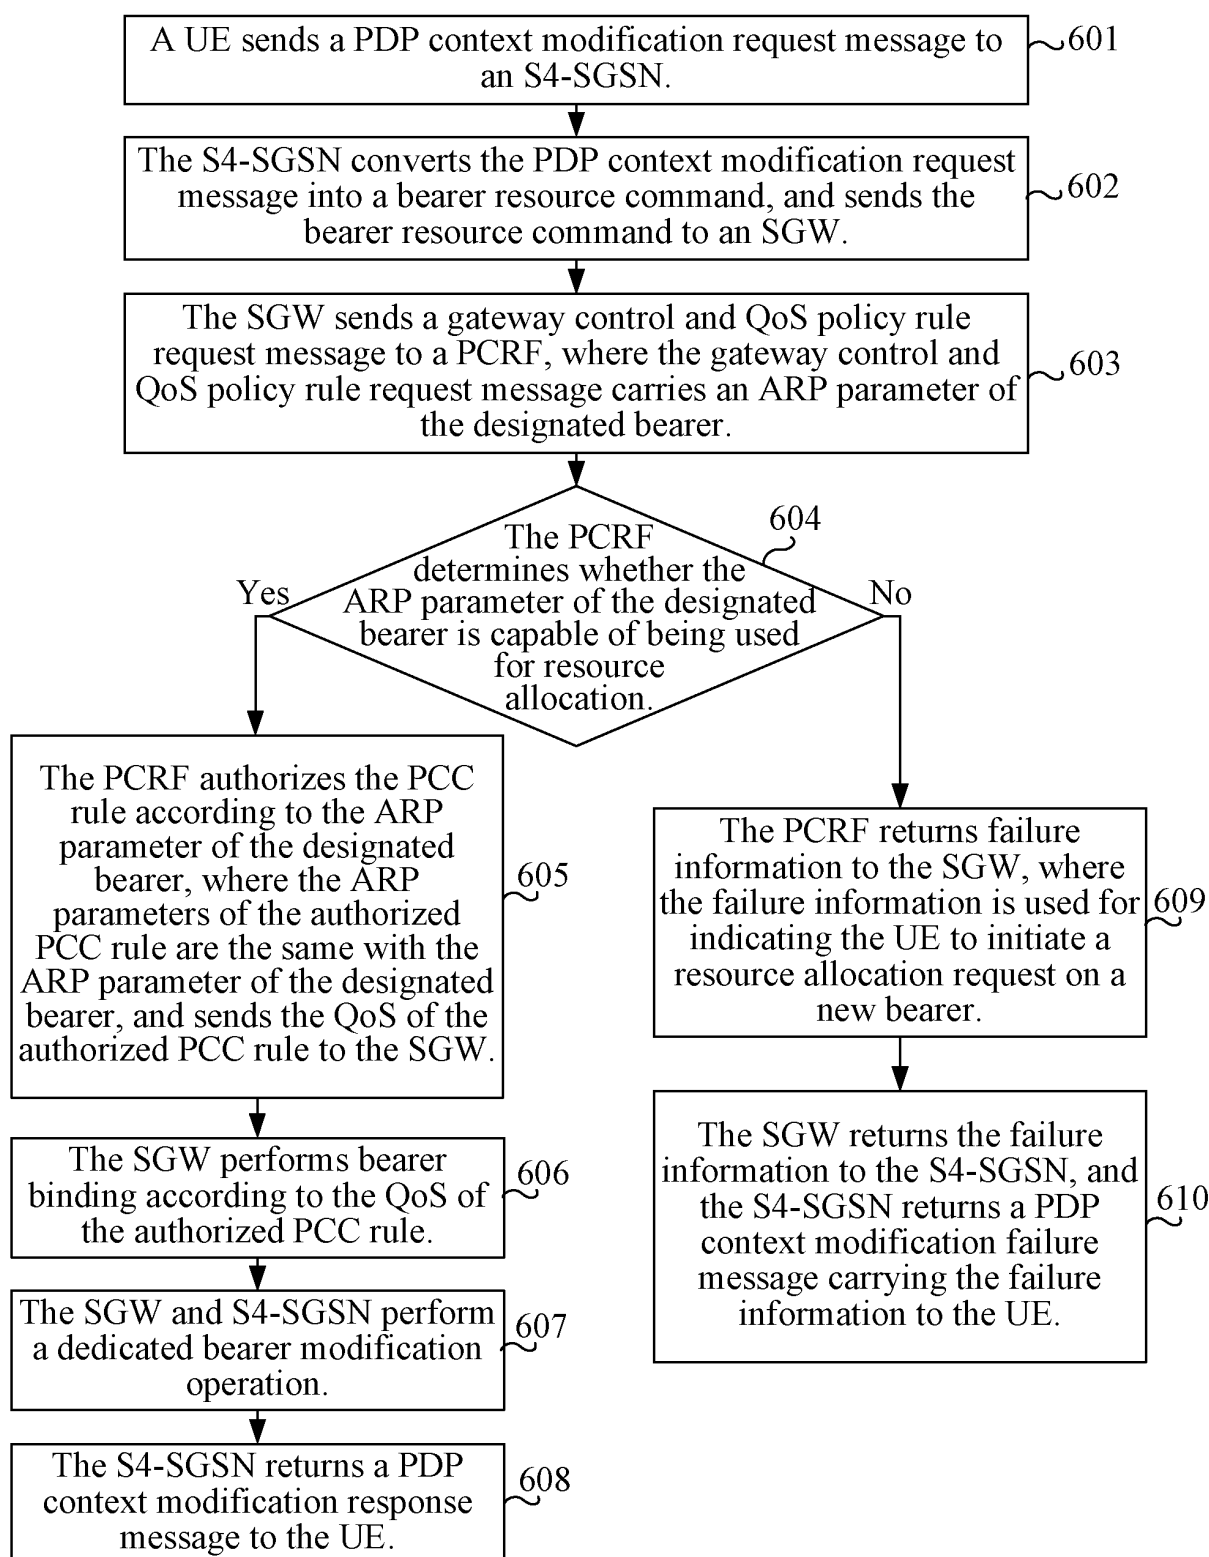 A UE sends a PDP context modification request message to
an S4-SGSN.
601
The S4-SGSN converts the PDP context modification request
message into a bearer resource command, and sends the
bearer resource command to an SGW.
602
The SGW sends a gateway control and QoS policy rule
request message to a PCRF, where the gateway control and
QoS policy rule request message carries an ARP parameter of
the designated bearer.
603
604
The PCRF
determines whether the
ARP parameter of the designated
bearer is capable of being used
for resource
allocation.
Yes
No
The PCRF authorizes the PCC
rule according to the ARP
parameter of the designated
bearer, where the ARP
parameters of the authorized
PCC rule are the same with the
ARP parameter of the designated
bearer, and sends the QoS of the
authorized PCC rule to the SGW.
605
The SGW performs bearer
binding according to the QoS of
the authorized PCC rule.
606
The SGW and S4-SGSN perform
a dedicated bearer modification
operation.
607
The S4-SGSN returns a PDP
context modification response
message to the UE.
608
The PCRF returns failure
information to the SGW, where
the failure information is used for
indicating the UE to initiate a
resource allocation request on a
new bearer.
609
The SGW returns the failure
information to the S4-SGSN, and
the S4-SGSN returns a PDP
context modification failure
message carrying the failure
information to the UE.
610